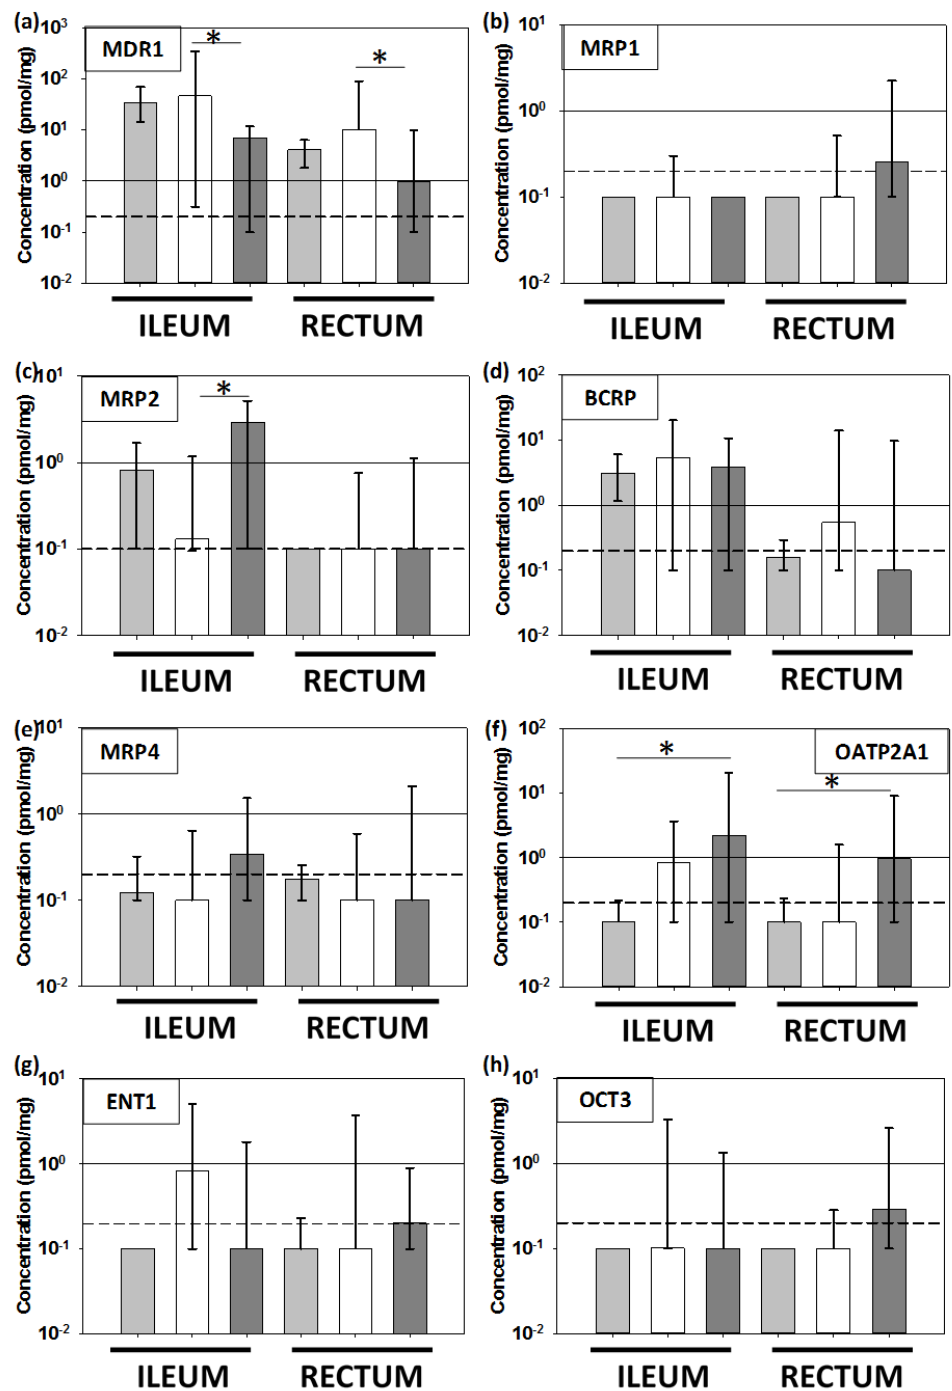 (a)
MDR1
Concentration (pmol/mg)
10³
10²
10¹
10⁰
10⁻¹
10⁻²
*
*
ILEUM
RECTUM
(b)
MRP1
Concentration (pmol/mg)
10²
10¹
10⁰
10⁻¹
10⁻²
ILEUM
RECTUM
(c)
MRP2
Concentration (pmol/mg)
10¹
10⁰
10⁻¹
10⁻²
*
ILEUM
RECTUM
(d)
BCRP
Concentration (pmol/mg)
10²
10¹
10⁰
10⁻¹
10⁻²
ILEUM
RECTUM
(e)
MRP4
Concentration (pmol/mg)
10¹
10⁰
10⁻¹
10⁻²
ILEUM
RECTUM
(f)
OATP2A1
Concentration (pmol/mg)
10²
10¹
10⁰
10⁻¹
10⁻²
*
*
ILEUM
RECTUM
(g)
ENT1
Concentration (pmol/mg)
10¹
10⁰
10⁻¹
10⁻²
ILEUM
RECTUM
(h)
OCT3
Concentration (pmol/mg)
10¹
10⁰
10⁻¹
10⁻²
ILEUM
RECTUM